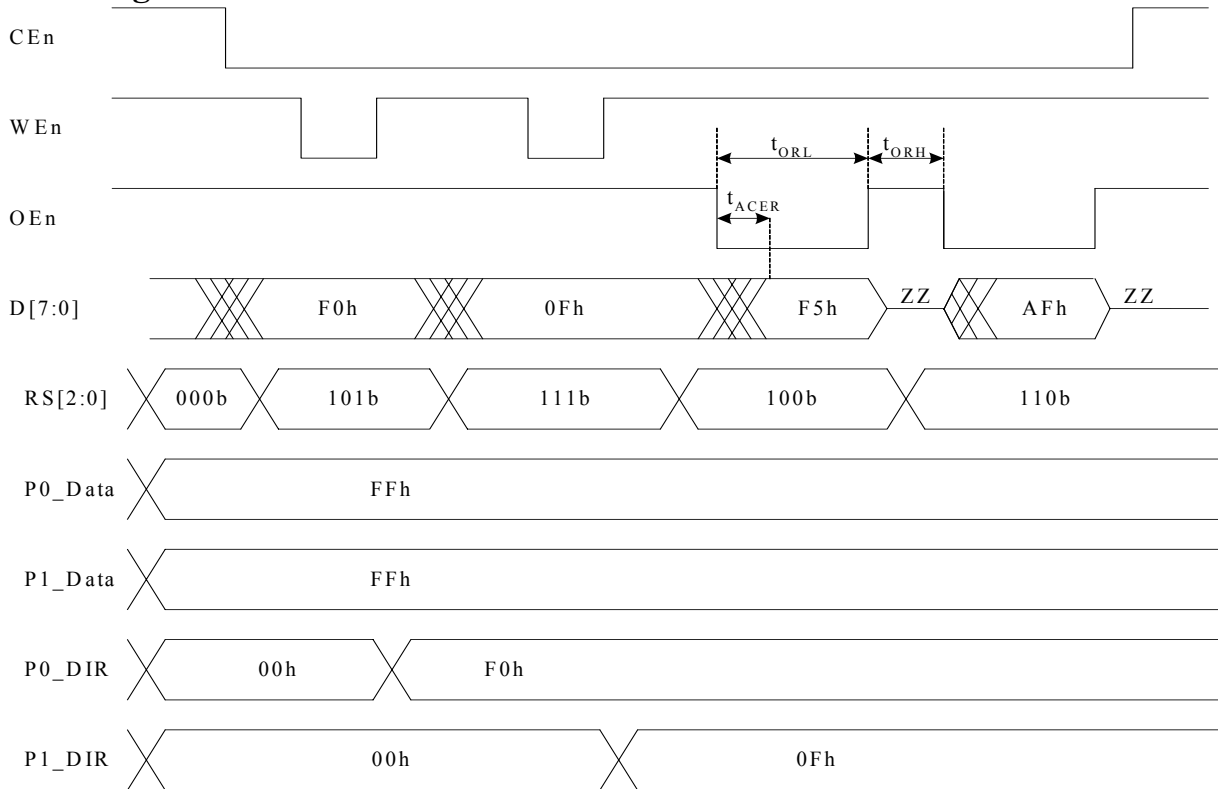 CEn
WEn
tORL tORH
OEn
tACER
D[7:0] F0h 0Fh F5h ZZ AFh ZZ
RS[2:0] 000b 101b 111b 100b 110b
P0_Data FFh
P1_Data FFh
P0_DIR 00h F0h
P1_DIR 00h 0Fh